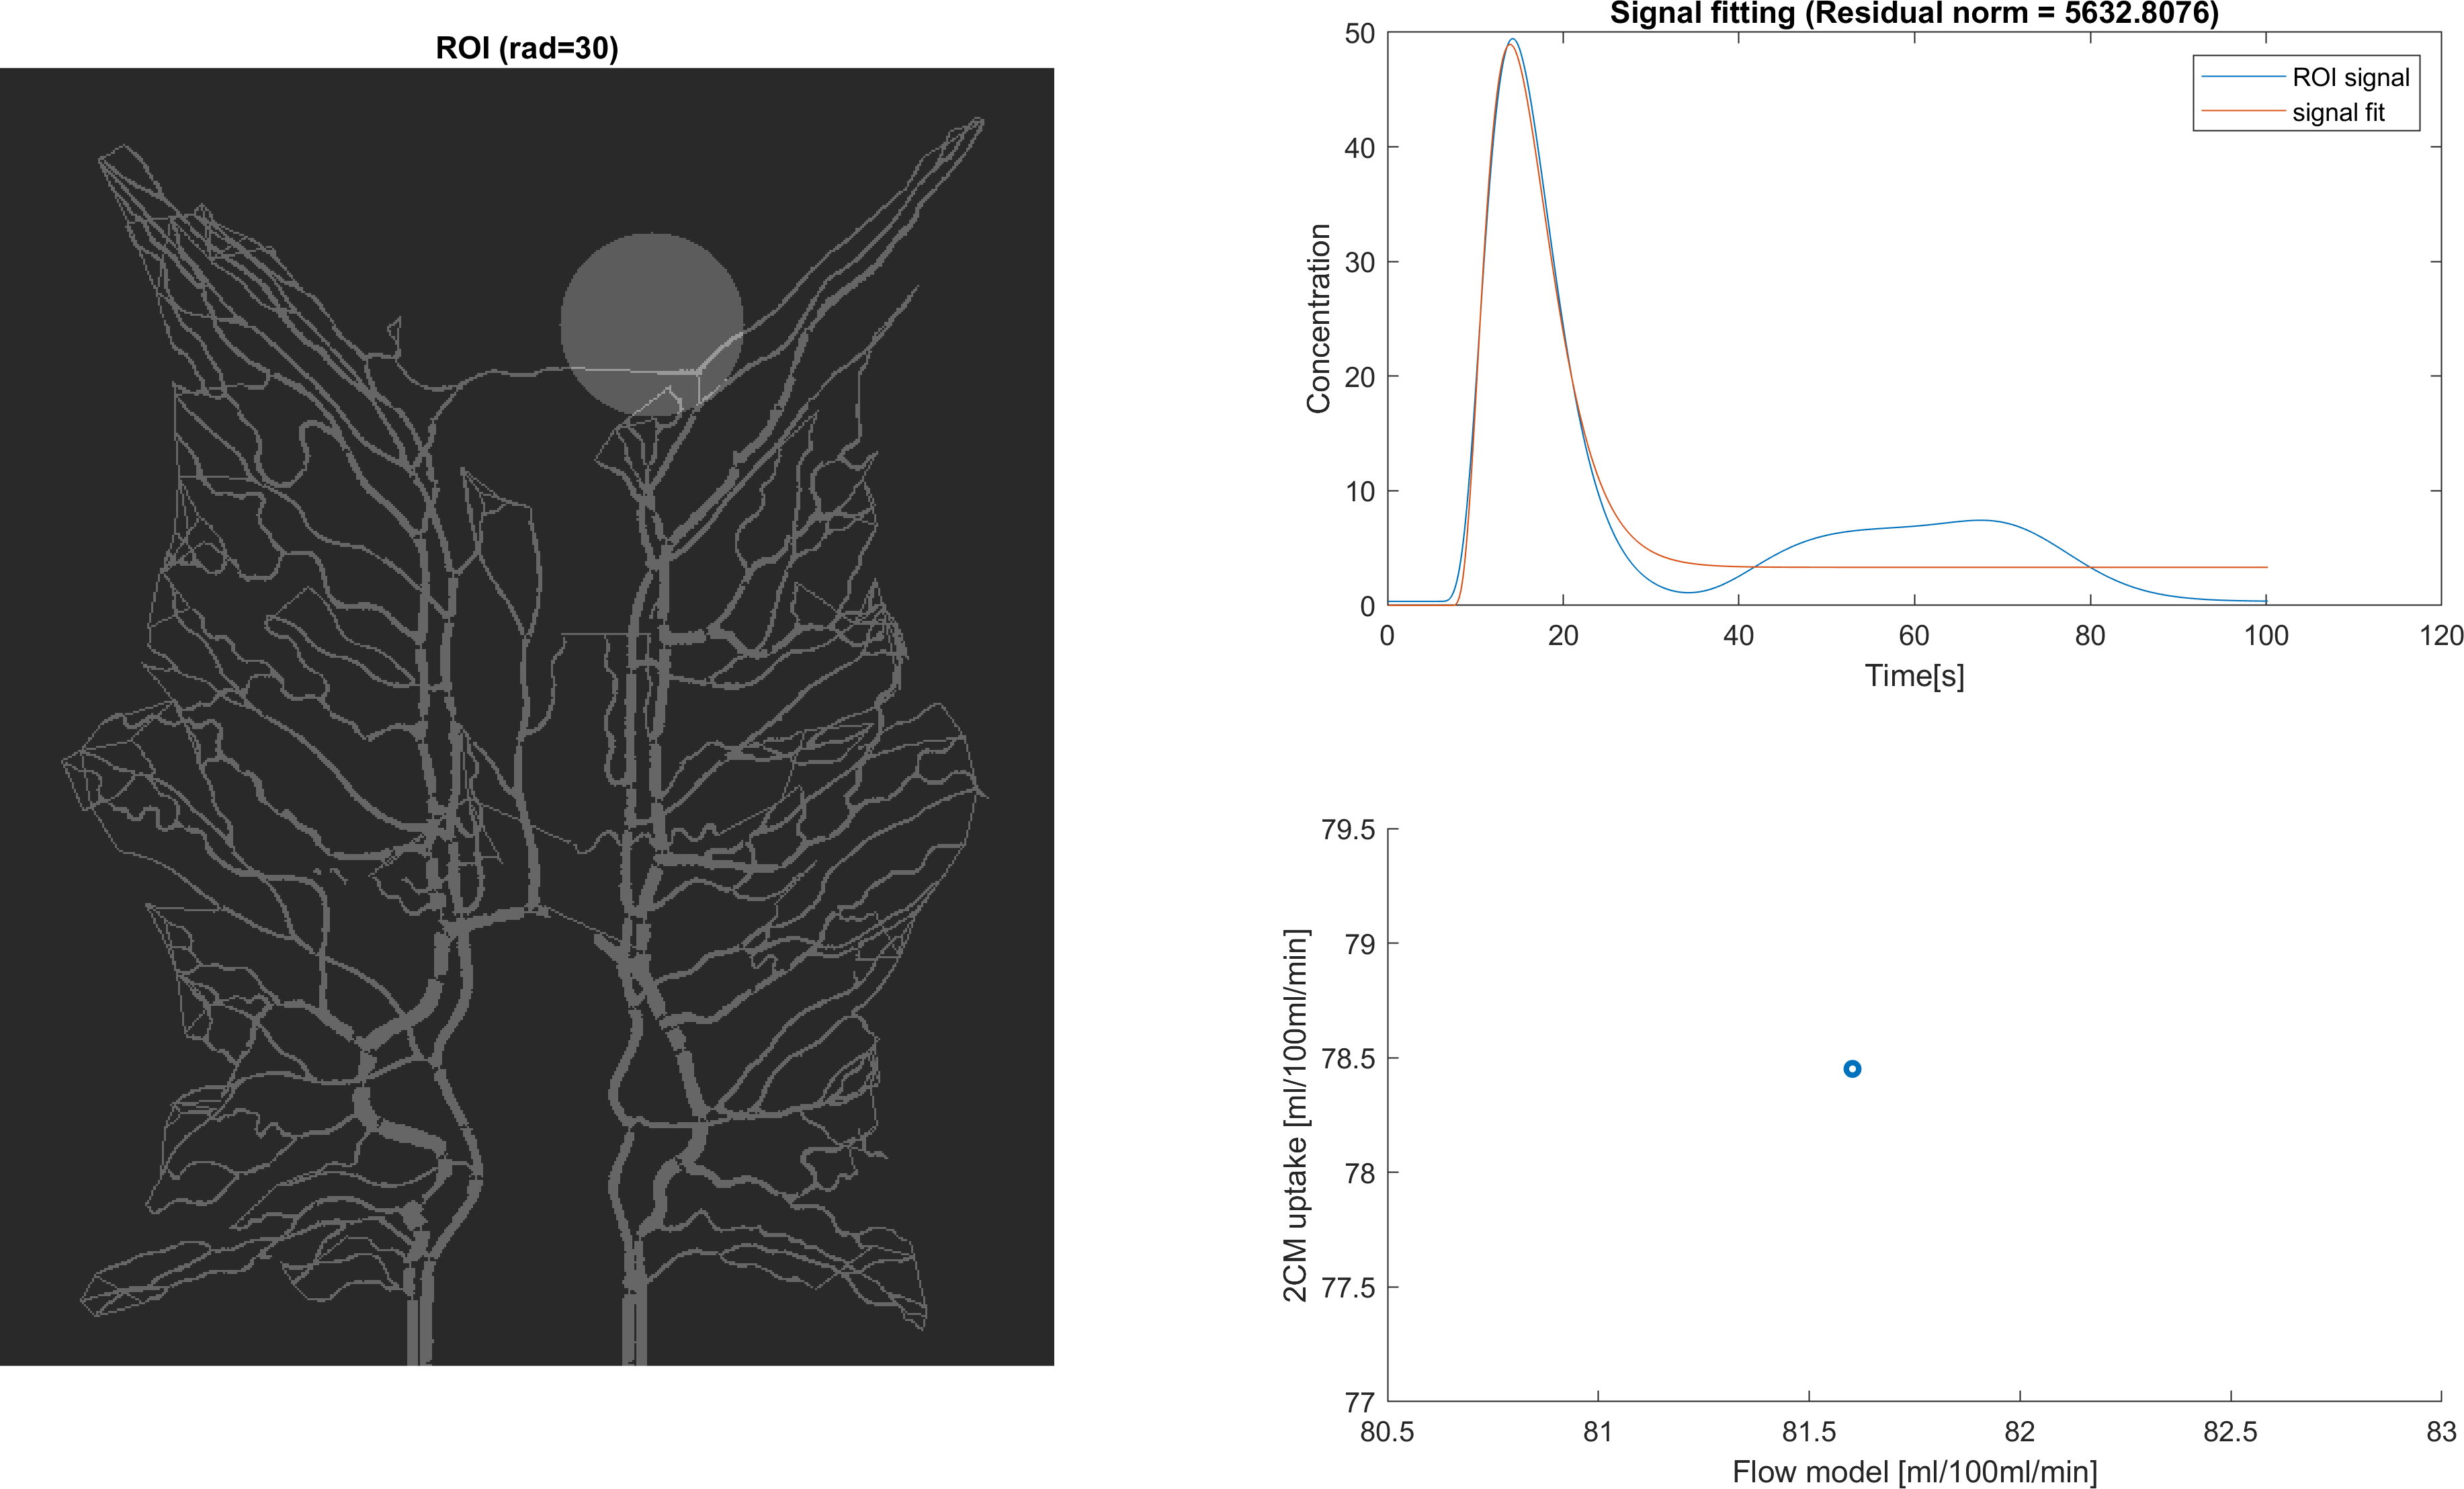 ROI (rad=30)
Signal fitting (Residual norm = 5632.8076)
50
40
30
20
10
0
Concentration
ROI signal
signal fit
0 20 40 60 80 100 120
Time[s]
79.5
79
78.5
78
77.5
77
2CM uptake [ml/100ml/min]
80.5 81 81.5 82 82.5 83
Flow model [ml/100ml/min]